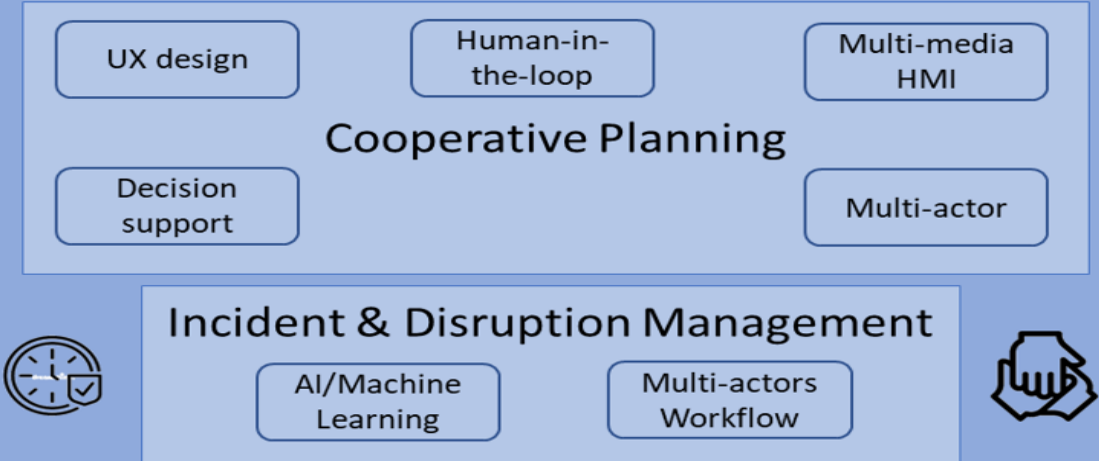 UX design
Human-in-
the-loop
Multi-media
HMI
Cooperative Planning
Decision
support
Multi-actor
Incident & Disruption Management
AI/Machine
Learning
Multi-actors
Workflow